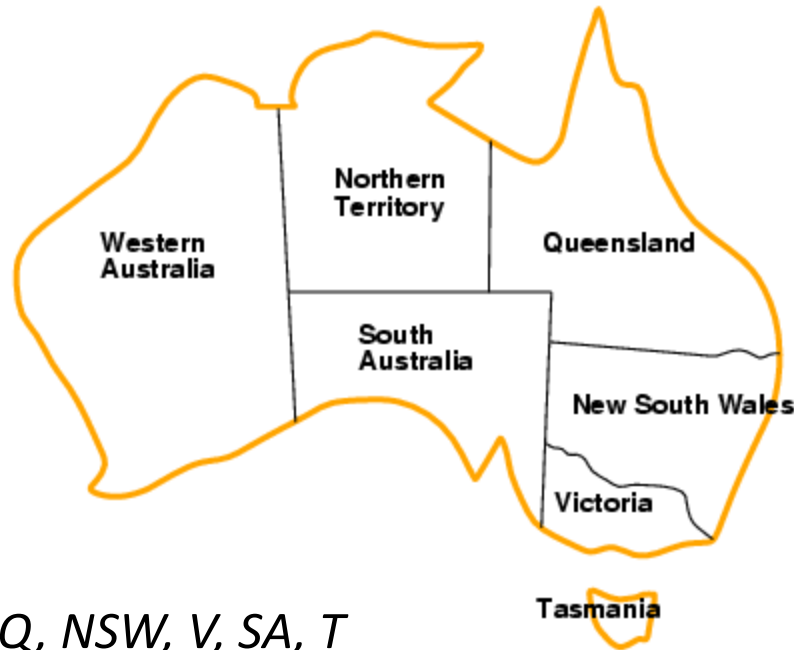 Northern
Territory
Western
Australia
Queensland
South
Australia
New South Wales
Victoria
Tasmania
Q, NSW, V, SA, T